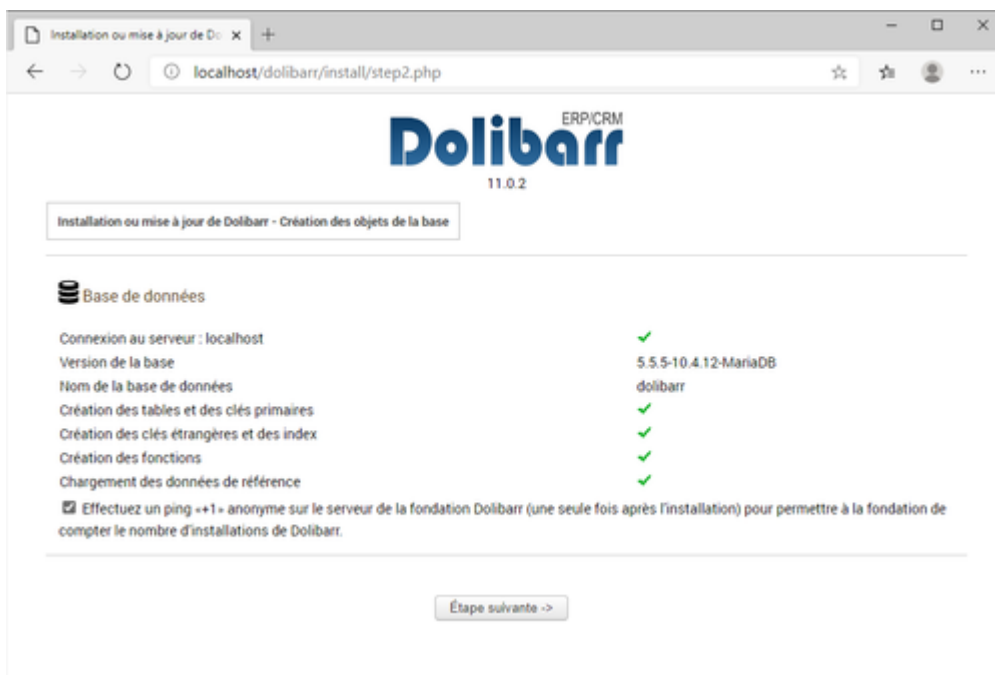 Installation ou mise à jour de Do
localhost/dolibarr/install/step2.php
Dolibarr ERP/CRM
11.0.2
Installation ou mise à jour de Dolibarr - Création des objets de la base
Base de données
Connexion au serveur : localhost
Version de la base 5.5.5-10.4.12-MariaDB
Nom de la base de données dolibarr
Création des tables et des clés primaires
Création des clés étrangères et des index
Création des fonctions
Chargement des données de référence
Effectuez un ping «+1» anonyme sur le serveur de la fondation Dolibarr (une seule fois après l'installation) pour permettre à la fondation de
compter le nombre d'installations de Dolibarr.
Étape suivante ->